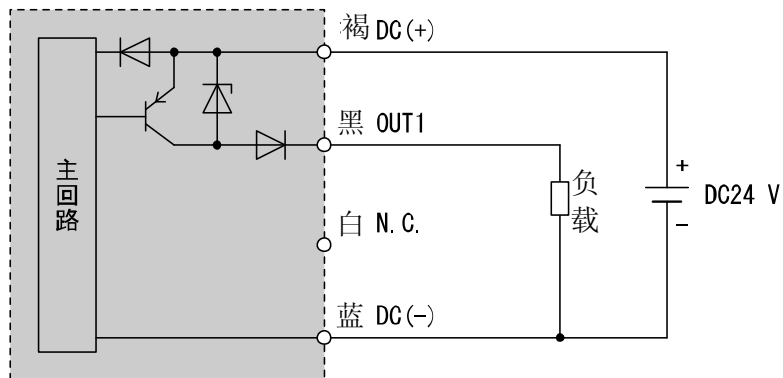 褐 DC(+)
黑 OUT1
主回路
负载
+
DC24 V
-
白 N.C.
蓝 DC(-)